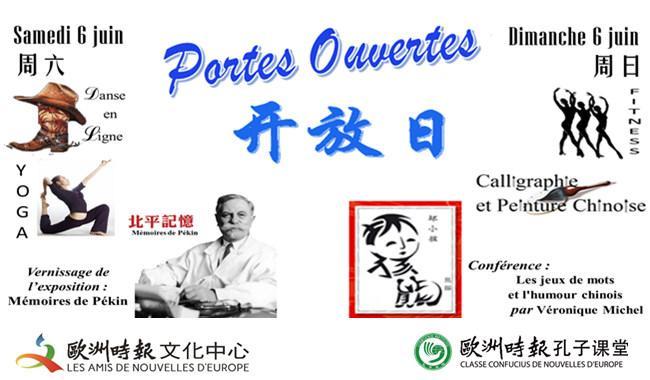 Samedi 6 juin
周六
Portes Ouvertes
开放日
Dimanche 6 juin
周日
Danse
en
Ligne
FITNESS
YOGA
Calligraphie
et Peinture Chinoise
北平記憶
Mémoires de Pékin
Vernissage de
l'exposition :
Mémoires de Pékin
Conférence :
Les jeux de mots
et l'humour chinois
par Véronique Michel
歐洲時報文化中心
LES AMIS DE NOUVELLES D'EUROPE
歐洲時報孔子课堂
CLASSE CONFUCIUS DE NOUVELLES D'EUROPE